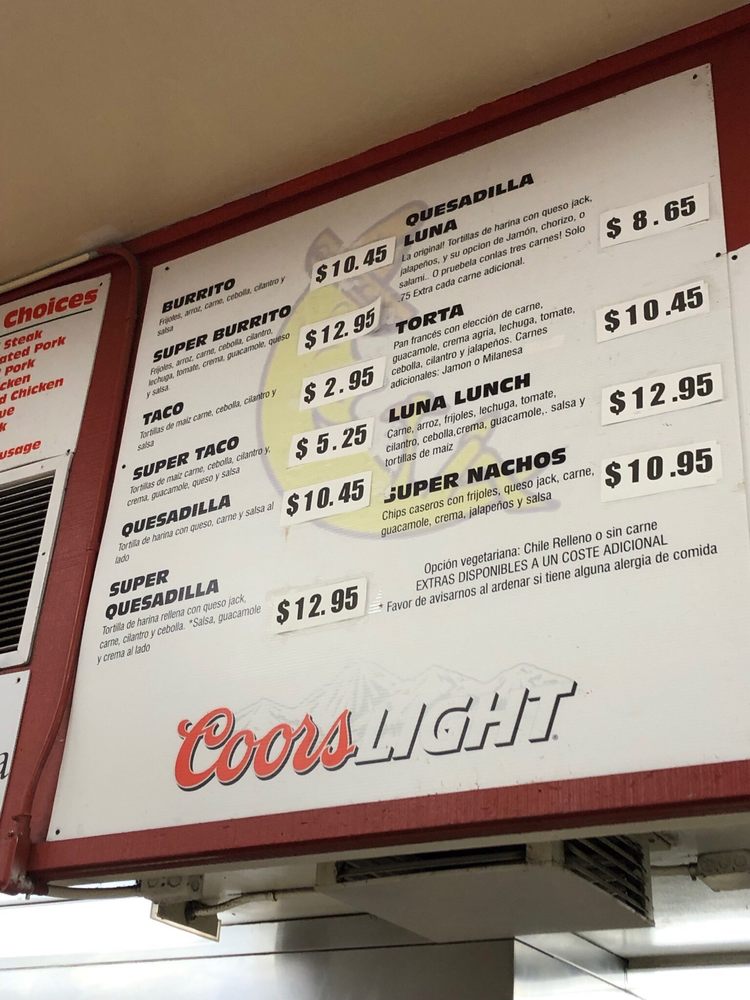 Choices
Steak
ated Pork
Pork
cken
d Chicken
ue
k
usage
BURRITO
Frijoles, arroz, carne, cebolla, cilantro y
salsa
$10.45
SUPER BURRITO
Frijoles, arroz, carne, cebolla, cilantro,
lechuga, tomate, crema, guacamole, queso
y salsa
$12.95
TACO
Tortillas de maíz carne, cebolla, cilantro y
salsa
$2.95
SUPER TACO
Tortillas de maíz carne, cebolla, cilantro y,
crema, guacamole, queso y salsa
$5.25
QUESADILLA
Tortilla de harina con queso, carne y salsa al
lado
$10.45
SUPER
QUESADILLA
Tortilla de harina rellena con queso jack,
carne, cilantro y cebolla. *Salsa, guacamole
y crema al lado
$12.95
QUESADILLA
LUNA
La original! Tortillas de harina con queso jack,
jalapeños, y su opcion de Jamón, chorizo, o
salami.. O pruebela conlas tres carnes! Solo
.75 Extra cada carne adicional.
$8.65
TORTA
Pan francés con elección de carne,
guacamole, crema agria, lechuga, tomate,
cebolla, cilantro y jalapeños. Carnes
adicionales: Jamon o Milanesa
$10.45
LUNA LUNCH
Carne, arroz, frijoles, lechuga, tomate,
cilantro, cebolla,crema, guacamole,. salsa y
tortillas de maíz
$12.95
SUPER NACHOS
Chips caseros con frijoles, queso jack, carne,
guacamole, crema, jalapeños y salsa
$10.95
Opción vegetariana: Chile Relleno o sin carne
EXTRAS DISPONIBLES A UN COSTE ADICIONAL
* Favor de avisarnos al ardenar si tiene alguna alergia de comida
Coors LIGHT
a